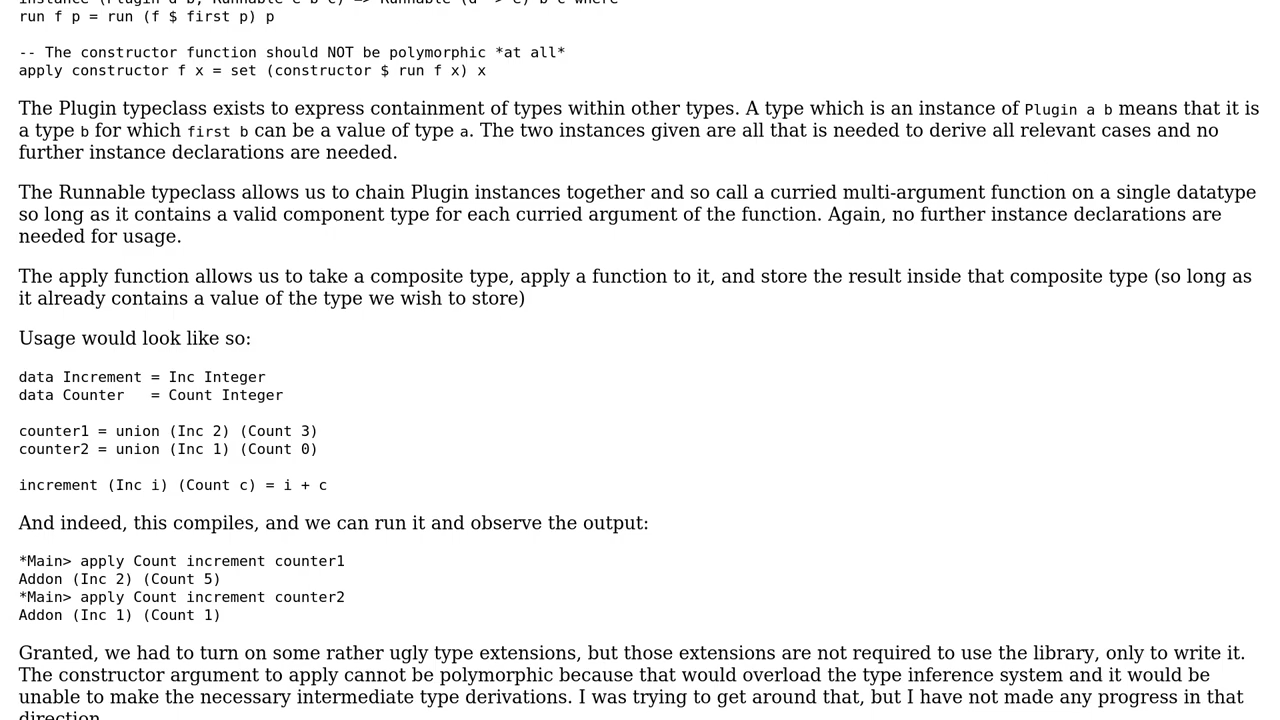 instance (Plugin a b, Runnable c b c) => Runnable (a -> c) b c where
run f p = run (f $ first p) p
-- The constructor function should NOT be polymorphic *at all*
apply constructor f x = set (constructor $ run f x) x
The Plugin typeclass exists to express containment of types within other types. A type which is an instance of Plugin a b means that it is
a type b for which first b can be a value of type a. The two instances given are all that is needed to derive all relevant cases and no
further instance declarations are needed.
The Runnable typeclass allows us to chain Plugin instances together and so call a curried multi-argument function on a single datatype
so long as it contains a valid component type for each curried argument of the function. Again, no further instance declarations are
needed for usage.
The apply function allows us to take a composite type, apply a function to it, and store the result inside that composite type (so long as
it already contains a value of the type we wish to store)
Usage would look like so:
data Increment = Inc Integer
data Counter   = Count Integer
counter1 = union (Inc 2) (Count 3)
counter2 = union (Inc 1) (Count 0)
increment (Inc i) (Count c) = i + c
And indeed, this compiles, and we can run it and observe the output:
*Main> apply Count increment counter1
Addon (Inc 2) (Count 5)
*Main> apply Count increment counter2
Addon (Inc 1) (Count 1)
Granted, we had to turn on some rather ugly type extensions, but those extensions are not required to use the library, only to write it.
The constructor argument to apply cannot be polymorphic because that would overload the type inference system and it would be
unable to make the necessary intermediate type derivations. I was trying to get around that, but I have not made any progress in that
direction.